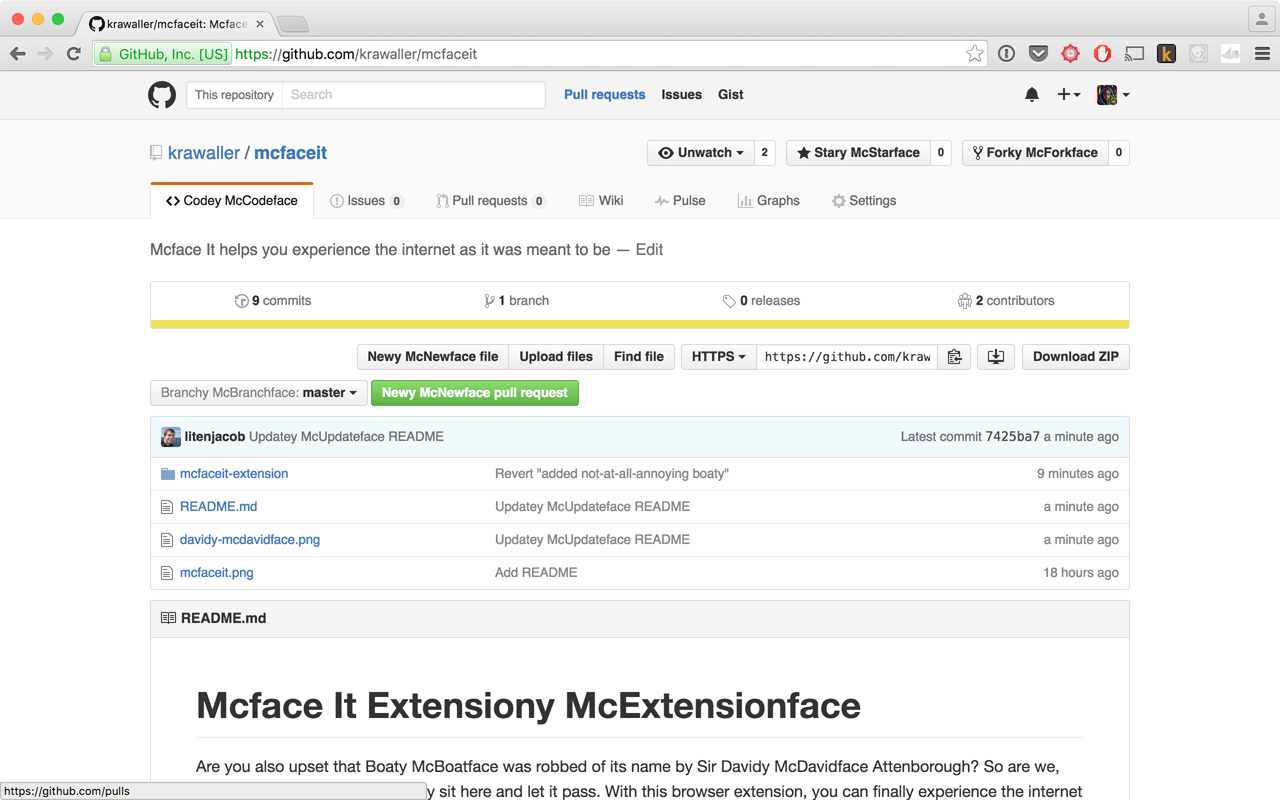 krawaller/mcfaceit: Mcface
GitHub, Inc. [US] https://github.com/krawaller/mcfaceit
This repository Search Pull requests Issues Gist
krawaller / mcfaceit Unwatch 2 Stary McStarface 0 Forky McForkface 0
Codey McCodeface Issues 0 Pull requests 0 Wiki Pulse Graphs Settings
Mcface It helps you experience the internet as it was meant to be — Edit
9 commits 1 branch 0 releases 2 contributors
Newy McNewface file Upload files Find file HTTPS https://github.com/kraw Download ZIP
Branchy McBranchface: master Newy McNewface pull request
litenjacob Updatey McUpdateface README Latest commit 7425ba7 a minute ago
mcfaceit-extension Revert "added not-at-all-annoying boaty" 9 minutes ago
README.md Updatey McUpdateface README a minute ago
davidy-mcdavidface.png Updatey McUpdateface README a minute ago
mcfaceit.png Add README 18 hours ago
README.md
Mcface It Extensiony McExtensionface
Are you also upset that Boaty McBoatface was robbed of its name by Sir Davidy McDavidface Attenborough? So are we,
https://github.com/pulls y sit here and let it pass. With this browser extension, you can finally experience the internet